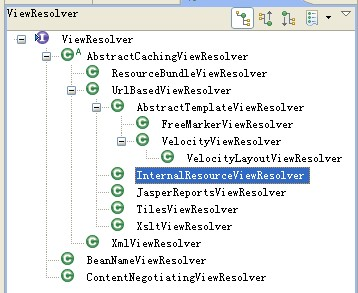 ViewResolver
ViewResolver
AbstractCachingViewResolver
ResourceBundleViewResolver
UrlBasedViewResolver
AbstractTemplateViewResolver
FreeMarkerViewResolver
VelocityViewResolver
VelocityLayoutViewResolver
InternalResourceViewResolver
JasperReportsViewResolver
TilesViewResolver
XsltViewResolver
XmlViewResolver
BeanNameViewResolver
ContentNegotiatingViewResolver